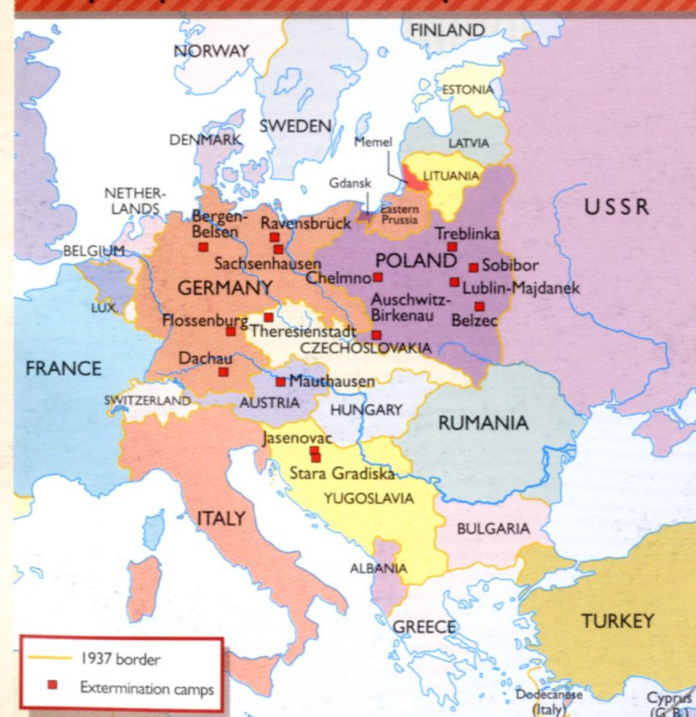 FINLAND
NORWAY
ESTONIA
SWEDEN
DENMARK
Memel
LATVIA
Gdansk
LITUANIA
NETHER-
LANDS
Eastern
Prussia
USSR
Bergen-
Belsen
Ravensbrück
Treblinka
BELGIUM
Sachsenhausen
POLAND
Sobibor
Chelmno
GERMANY
Lublin-Majdanek
LUX.
Auschwitz-
Birkenau
Flossenburg
Theresienstadt
Belzec
CZECHOSLOVAKIA
FRANCE
Dachau
Mauthausen
SWITZERLAND
AUSTRIA
HUNGARY
RUMANIA
Jasenovac
Stara Gradiska
YUGOSLAVIA
ITALY
BULGARIA
ALBANIA
GREECE
TURKEY
1937 border
Extermination camps
Dodecanese
(Italy)
Cyprus
(G.B.)